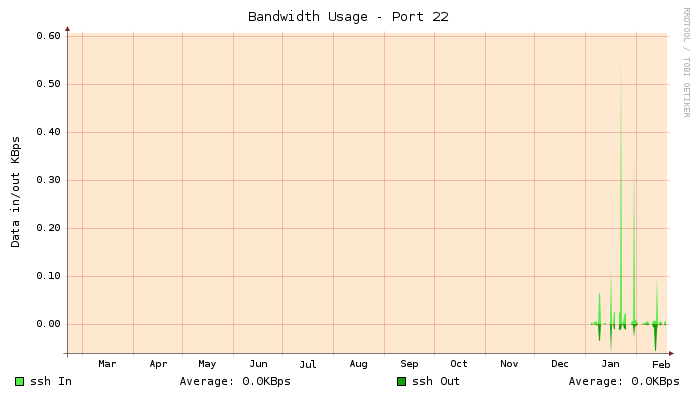 Bandwidth Usage - Port 22
RRDTOOL / TOBI OETIKER
Data in/out KBps
0.60
0.50
0.40
0.30
0.20
0.10
0.00
Mar Apr May Jun Jul Aug Sep Oct Nov Dec Jan Feb
ssh In Average: 0.0KBps ssh Out Average: 0.0KBps